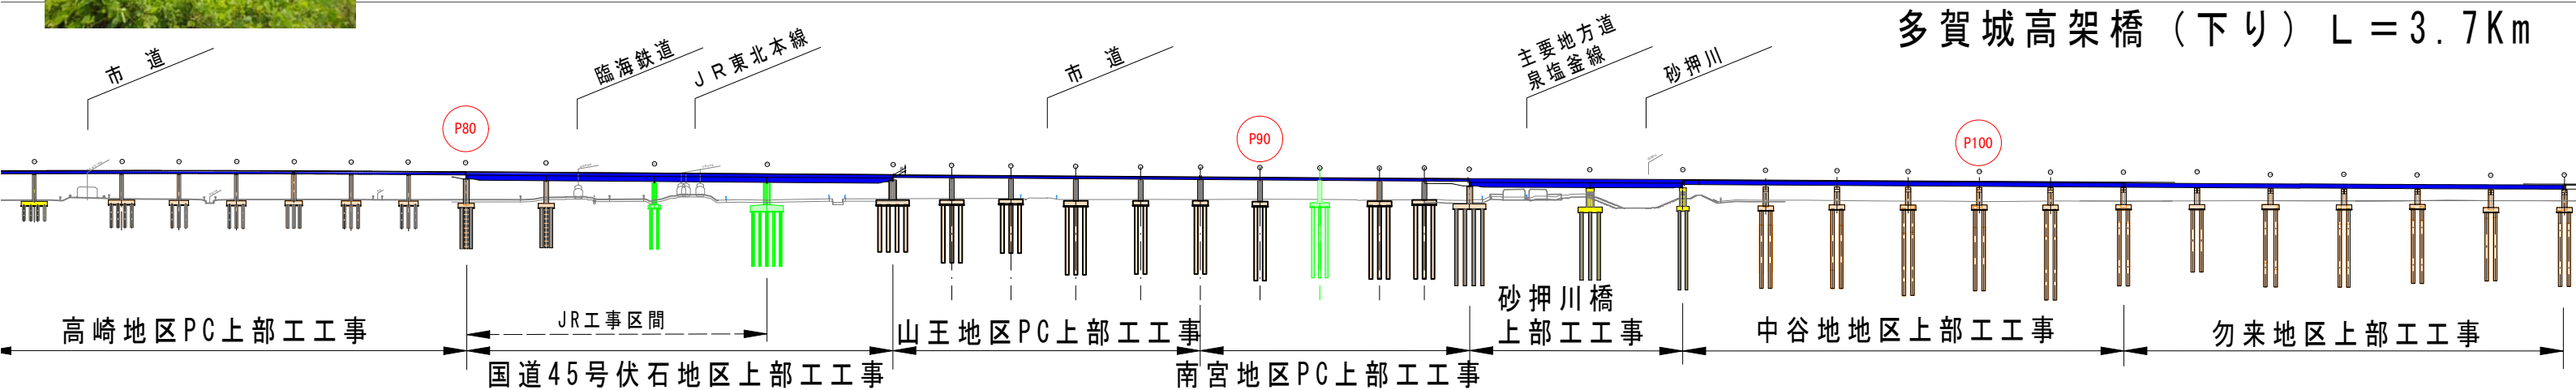 多賀城高架橋（下り）L＝3.7Km
市　道
臨海鉄道
ＪＲ東北本線
市　道
主要地方道
泉塩釜線
砂押川
P80
P90
P100
高崎地区PC上部工工事
JR工事区間
国道45号伏石地区上部工工事
山王地区PC上部工工事
南宮地区PC上部工工事
砂押川橋
上部工工事
中谷地地区上部工工事
勿来地区上部工工事